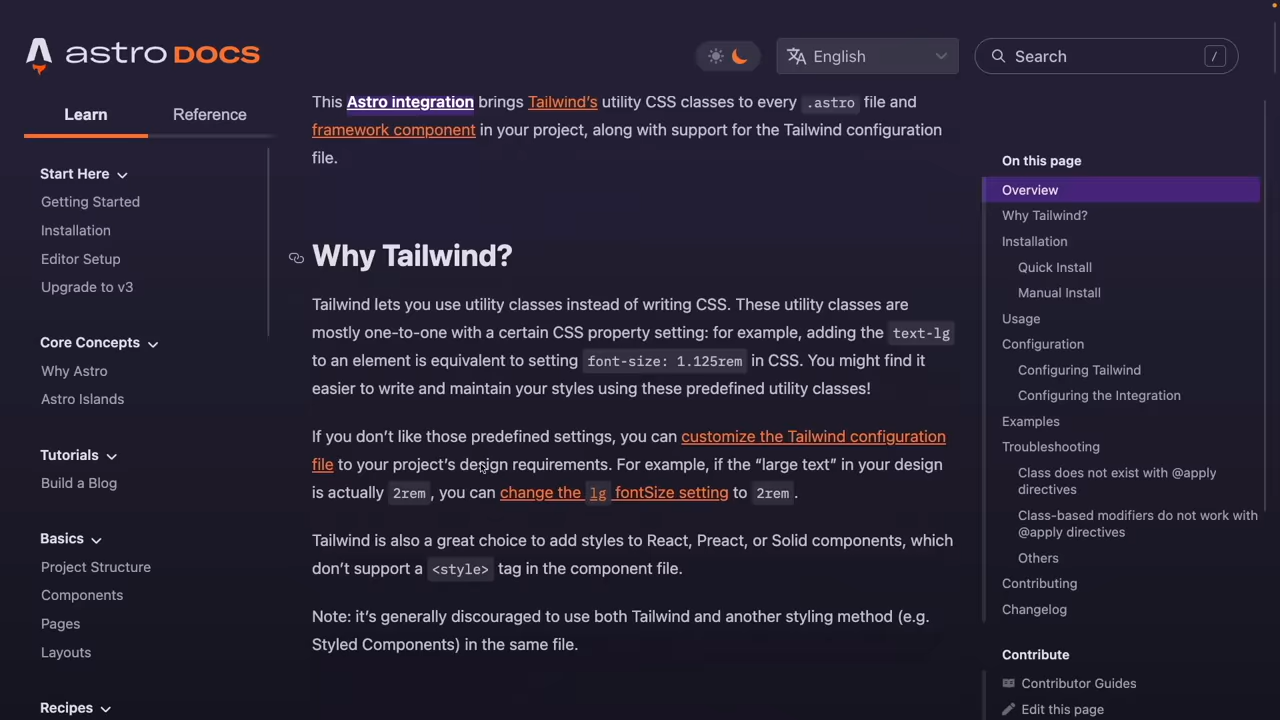 astro DOCS
English
Search
/
Learn
Reference
Start Here
Getting Started
Installation
Editor Setup
Upgrade to v3
Core Concepts
Why Astro
Astro Islands
Tutorials
Build a Blog
Basics
Project Structure
Components
Pages
Layouts
Recipes
This Astro integration brings Tailwind's utility CSS classes to every .astro file and
framework component in your project, along with support for the Tailwind configuration
file.
Why Tailwind?
Tailwind lets you use utility classes instead of writing CSS. These utility classes are
mostly one-to-one with a certain CSS property setting: for example, adding the text-lg
to an element is equivalent to setting font-size: 1.125rem in CSS. You might find it
easier to write and maintain your styles using these predefined utility classes!
If you don't like those predefined settings, you can customize the Tailwind configuration
file to your project's design requirements. For example, if the “large text” in your design
is actually 2rem, you can change the lg fontSize setting to 2rem.
Tailwind is also a great choice to add styles to React, Preact, or Solid components, which
don't support a <style> tag in the component file.
Note: it's generally discouraged to use both Tailwind and another styling method (e.g.
Styled Components) in the same file.
On this page
Overview
Why Tailwind?
Installation
Quick Install
Manual Install
Usage
Configuration
Configuring Tailwind
Configuring the Integration
Examples
Troubleshooting
Class does not exist with @apply
directives
Class-based modifiers do not work with
@apply directives
Others
Contributing
Changelog
Contribute
Contributor Guides
Edit this page